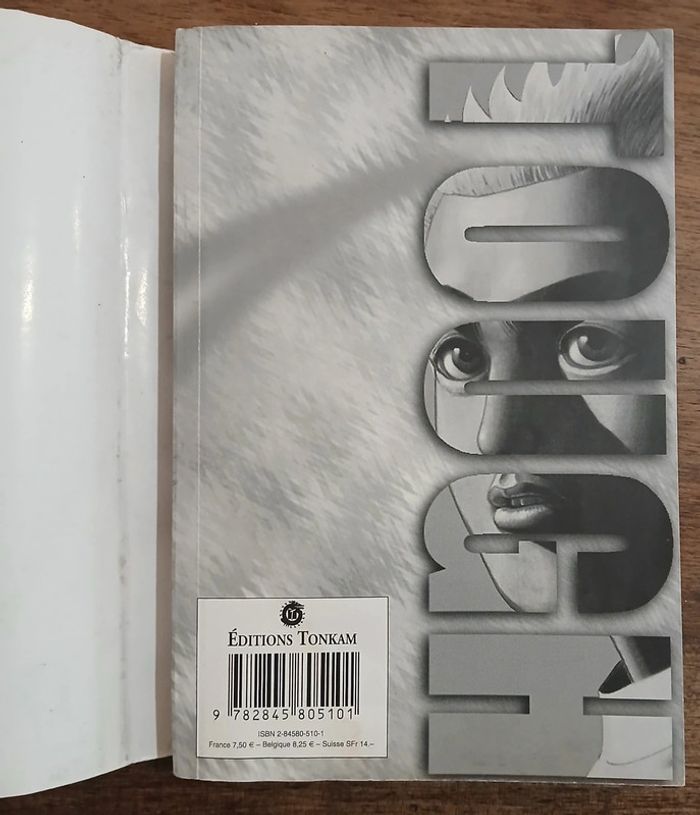 ÉDITIONS TONKAM
9 782845 805101
ISBN 2-84580-510-1
France 7,50 € – Belgique 8,25 € – Suisse SFr 14.–